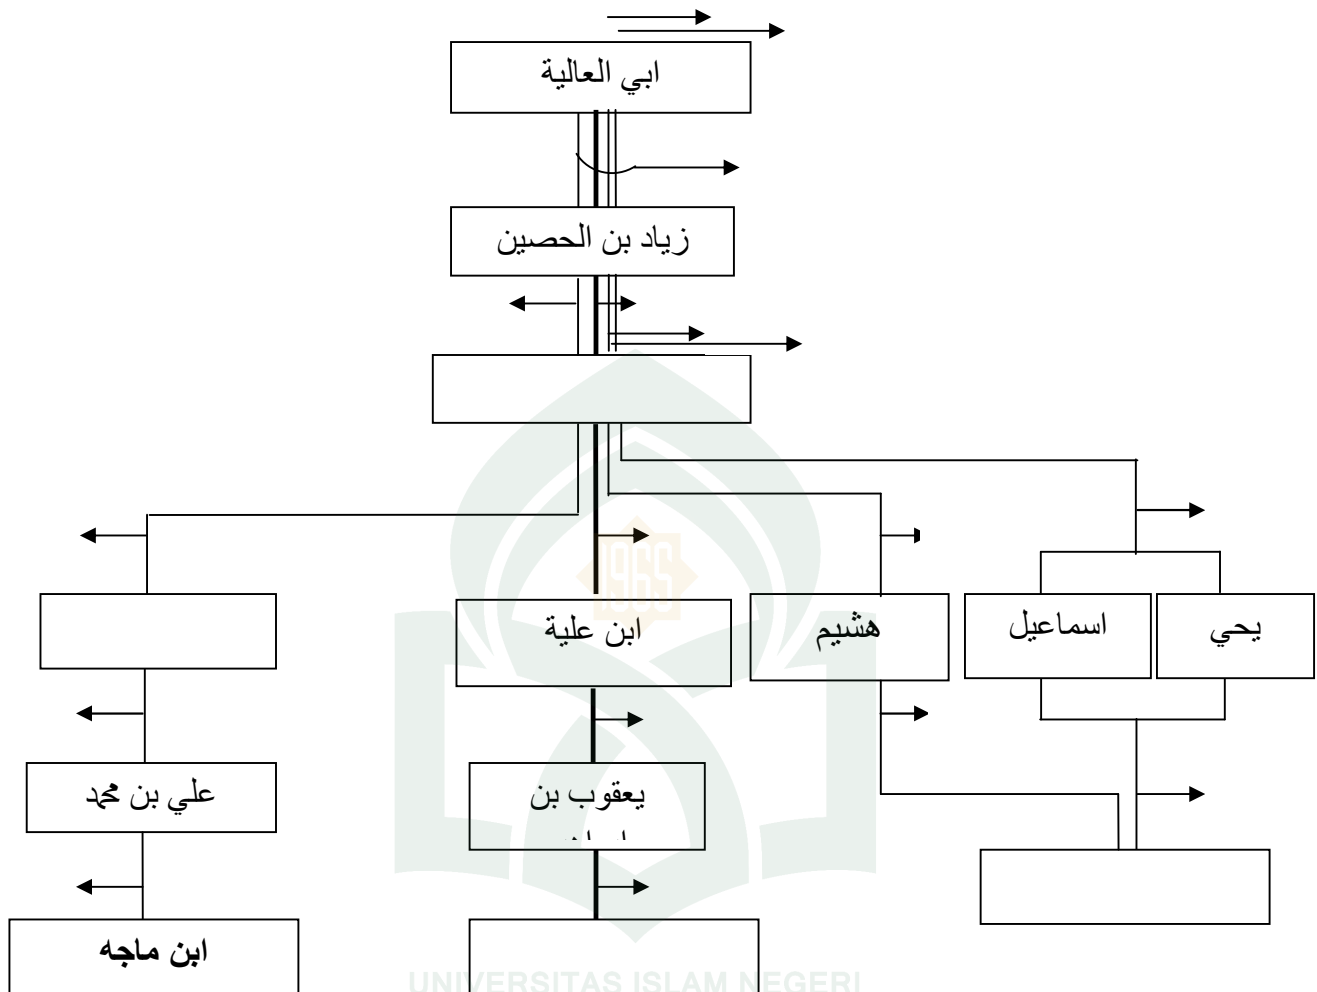 ابي العالية
زياد بن الحصين
ابن علية
هشيم
اسماعيل
يحي
علي بن محمد
يعقوب بن
ابن ماجه
1965
UNIVERSITAS ISLAM NEGERI